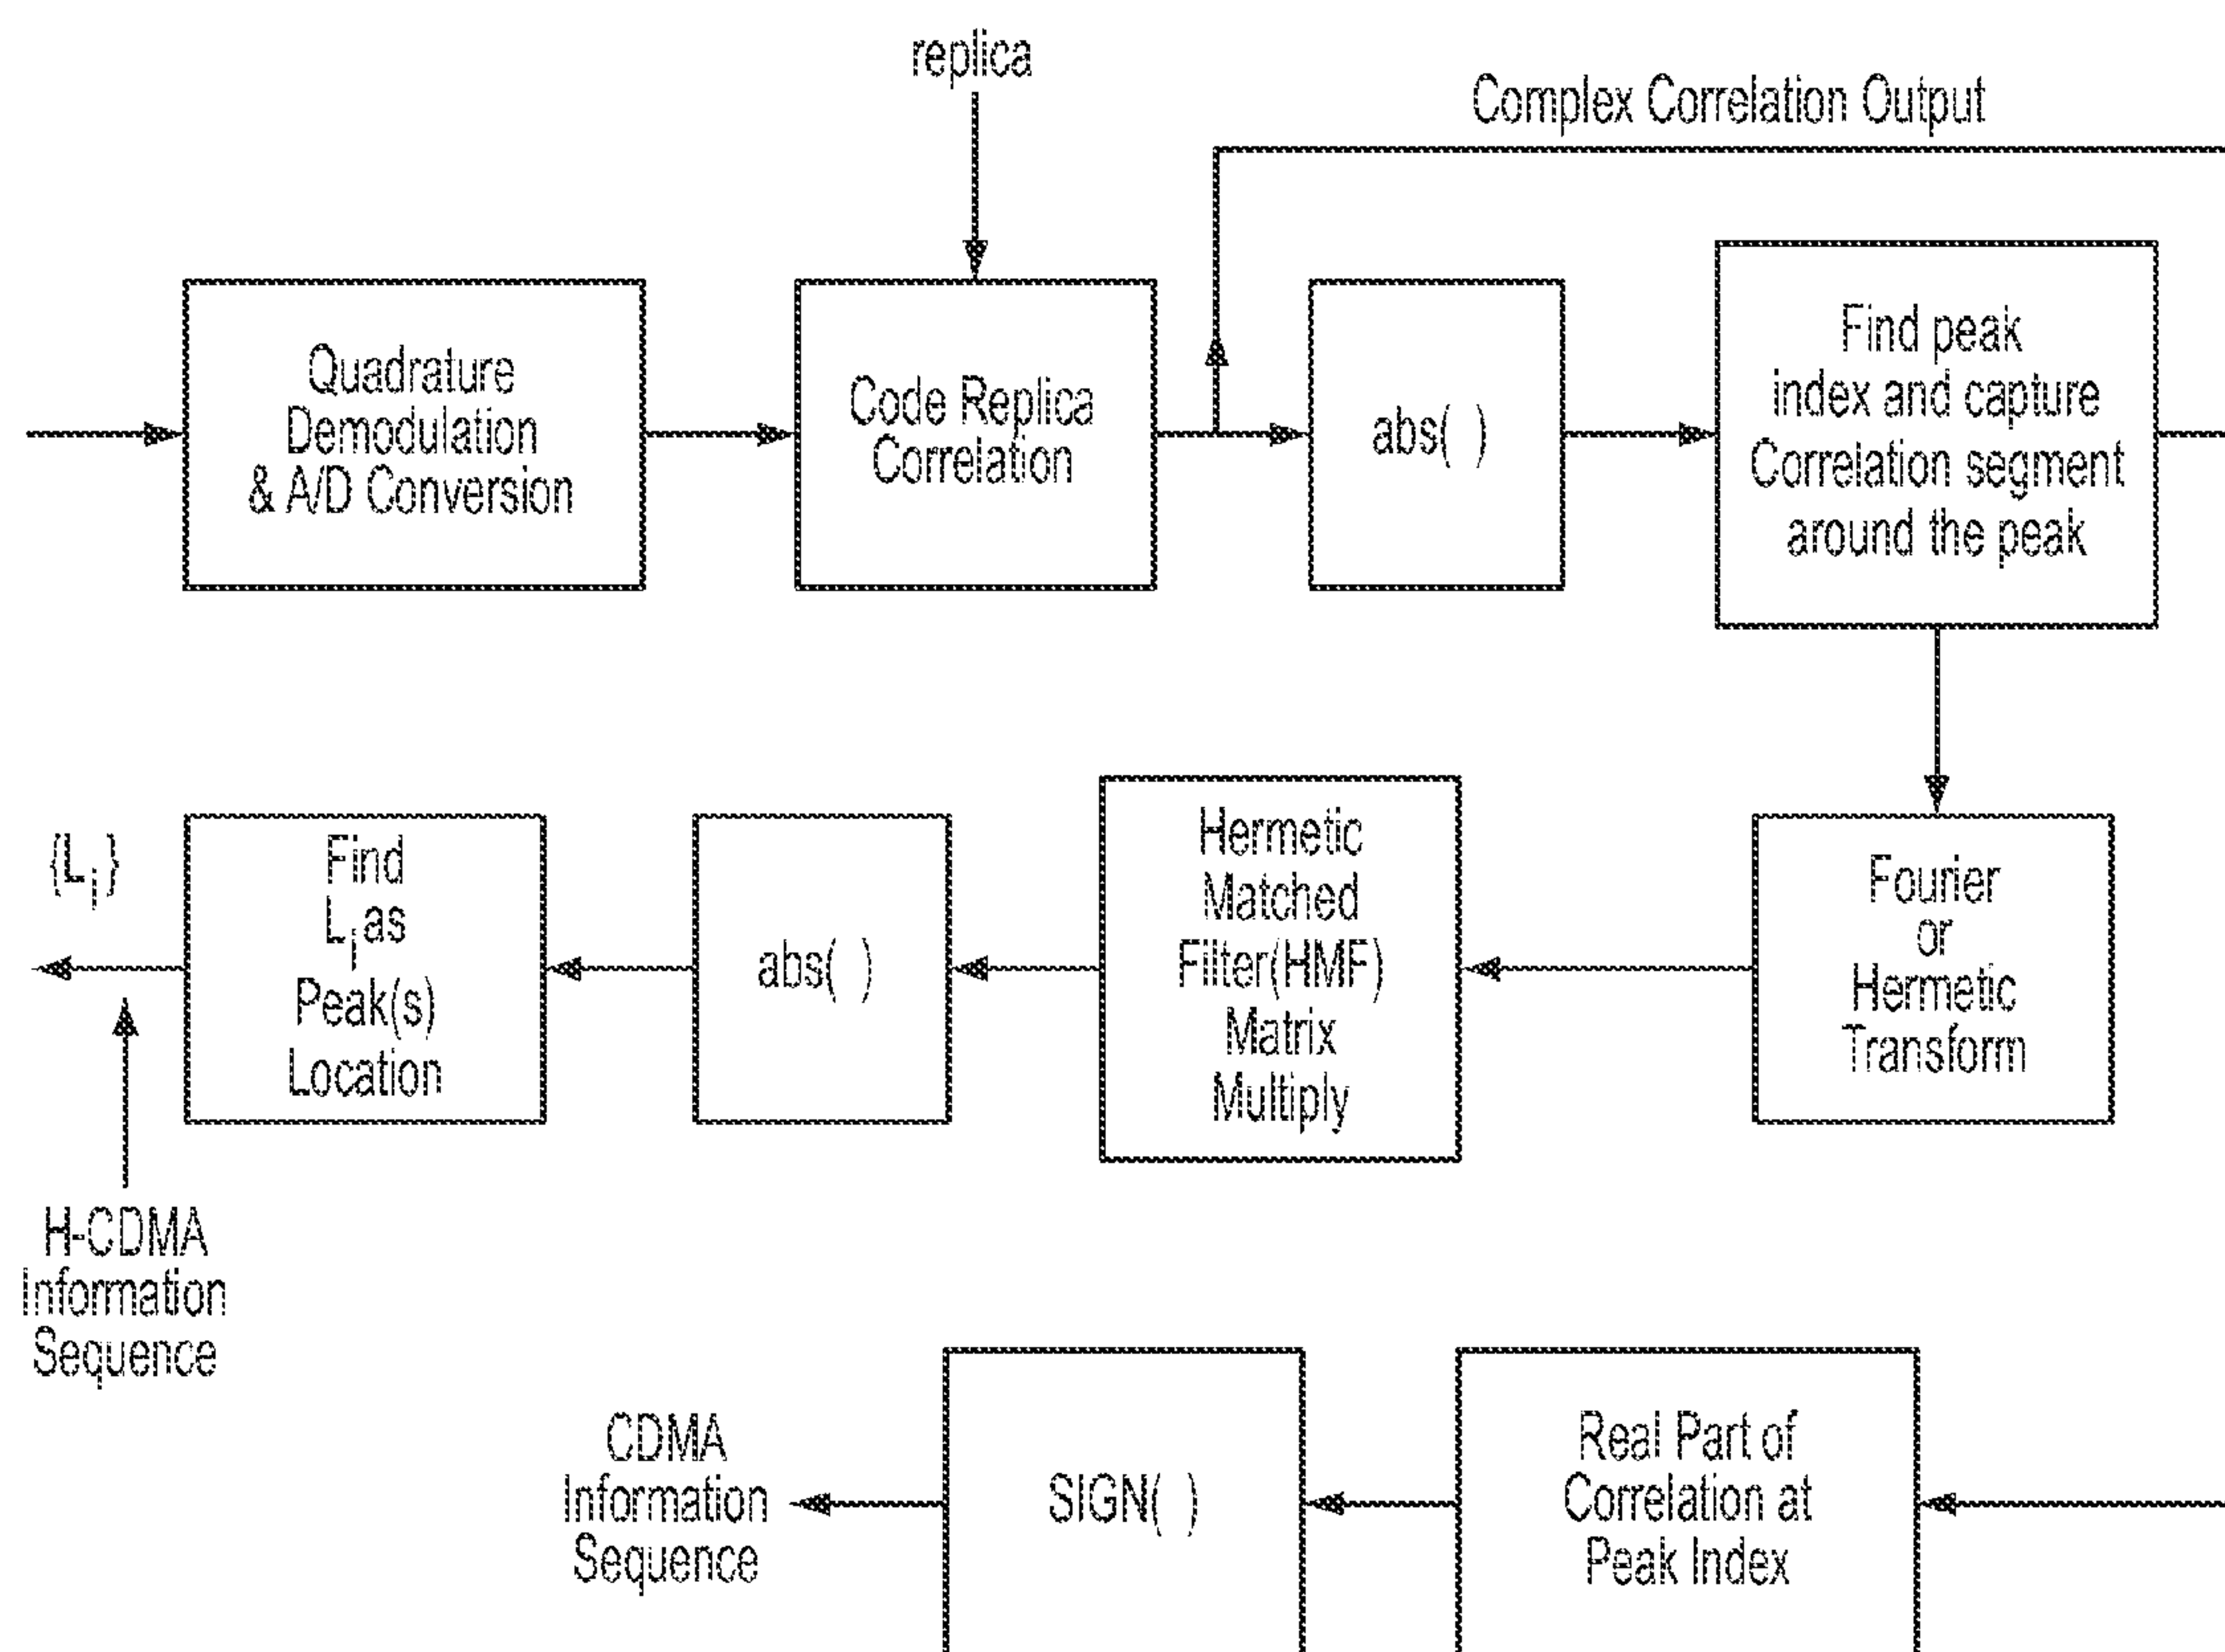 replica
Complex Correlation Output
Quadrature
Demodulation
& A/D Conversion
Code Replica
Correlation
abs( )
Find peak
index and capture
Correlation segment
around the peak
{Li}
Find
Li as
Peak(s)
Location
abs( )
Hermetic
Matched
Filter(HMF)
Matrix
Multiply
Fourier
or
Hermetic
Transform
H-CDMA
Information
Sequence
CDMA
Information
Sequence
SIGN( )
Real Part of
Correlation at
Peak Index